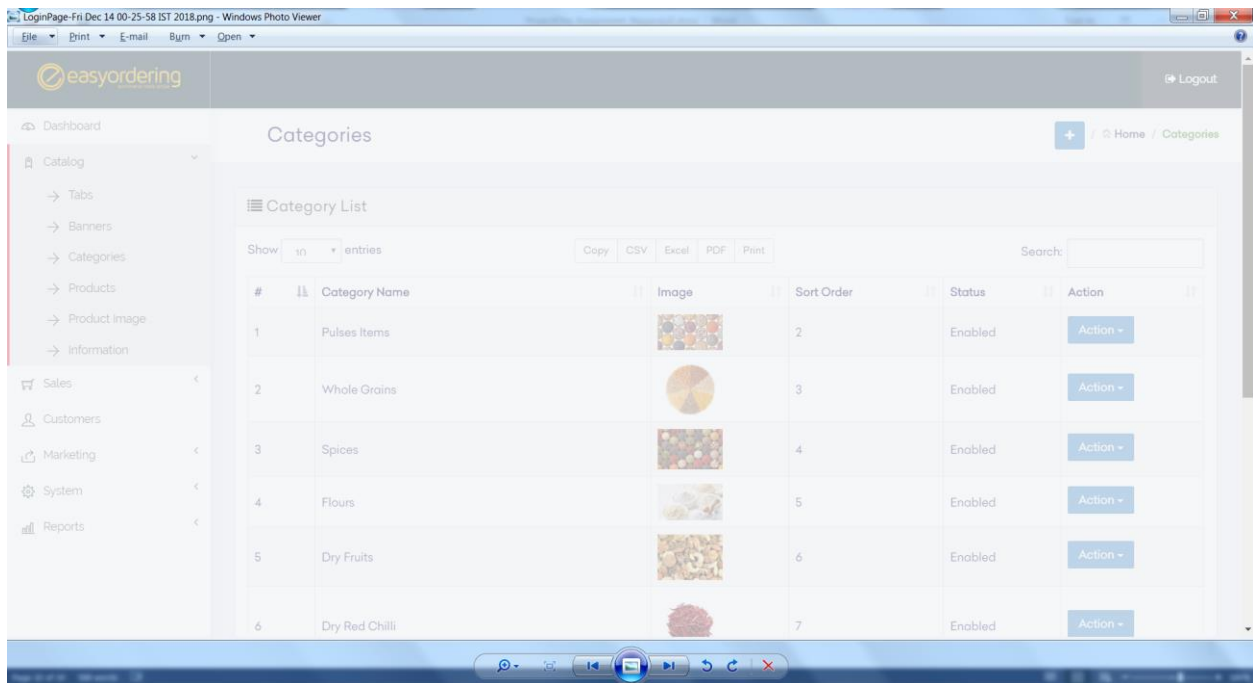 LoginPage-Fri Dec 14 00-25-58 IST 2018.png - Windows Photo Viewer
File Print E-mail Burn Open
easyordering
Logout
Dashboard
Categories
+ / Home / Categories
Catalog
Tabs
Category List
Banners
Show 10 entries Copy CSV Excel PDF Print Search:
Categories
Products
# Category Name Image Sort Order Status Action
Product Image
1 Pulses Items 2 Enabled Action
Information
Sales
2 Whole Grains 3 Enabled Action
Customers
Marketing
3 Spices 4 Enabled Action
System
4 Flours 5 Enabled Action
Reports
5 Dry Fruits 6 Enabled Action
6 Dry Red Chilli 7 Enabled Action